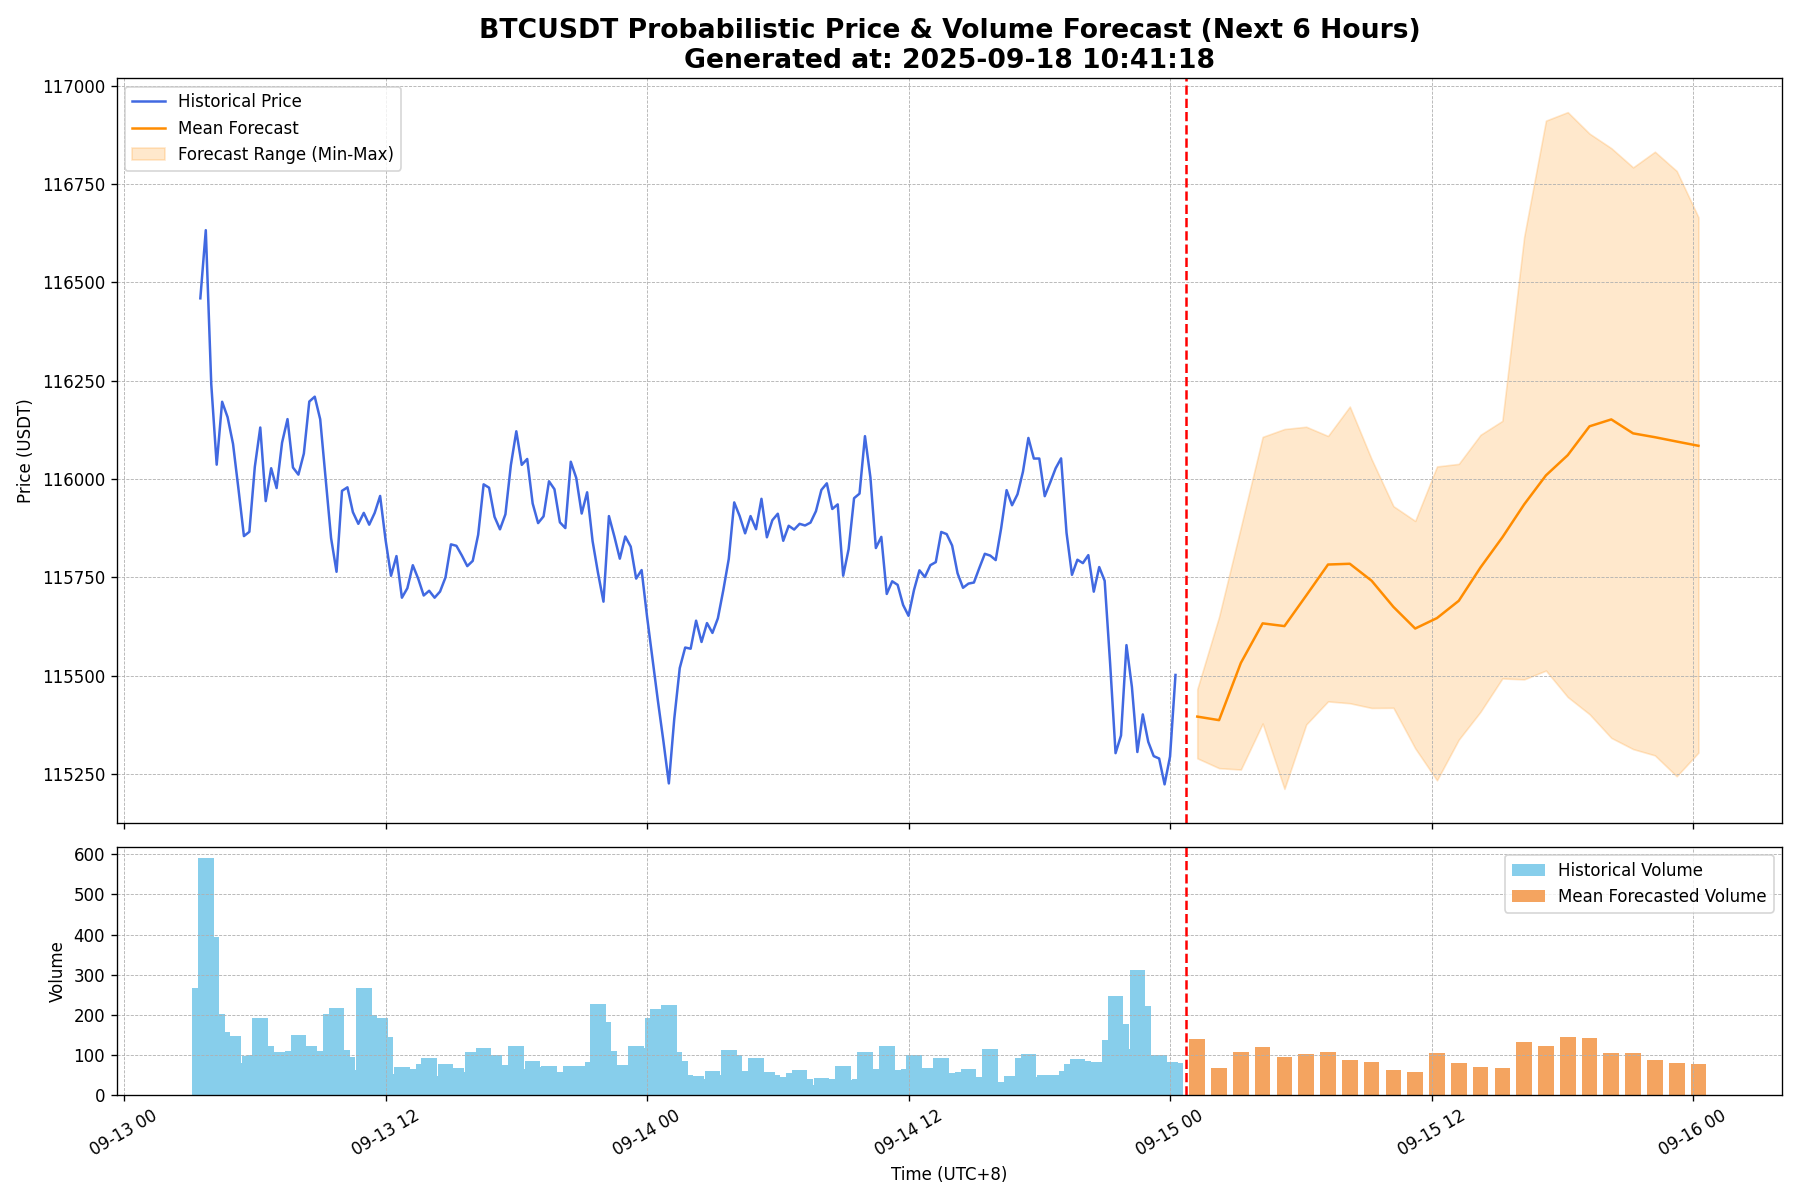 BTCUSDT Probabilistic Price & Volume Forecast (Next 6 Hours)
Generated at: 2025-09-18 10:41:18
Historical Price
Mean Forecast
Forecast Range (Min-Max)
Price (USDT)
117000
116750
116500
116250
116000
115750
115500
115250
Historical Volume
Mean Forecasted Volume
Volume
600
500
400
300
200
100
0
09-13 00
09-13 12
09-14 00
09-14 12
09-15 00
09-15 12
09-16 00
Time (UTC+8)